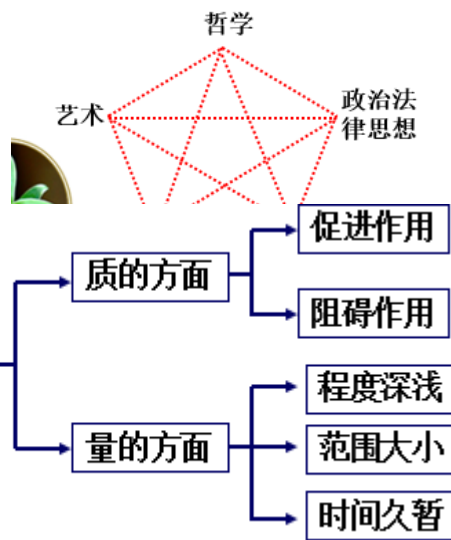 哲学
艺术
政治法
律思想
促进作用
质的方面
阻碍作用
程度深浅
量的方面
范围大小
时间久暂